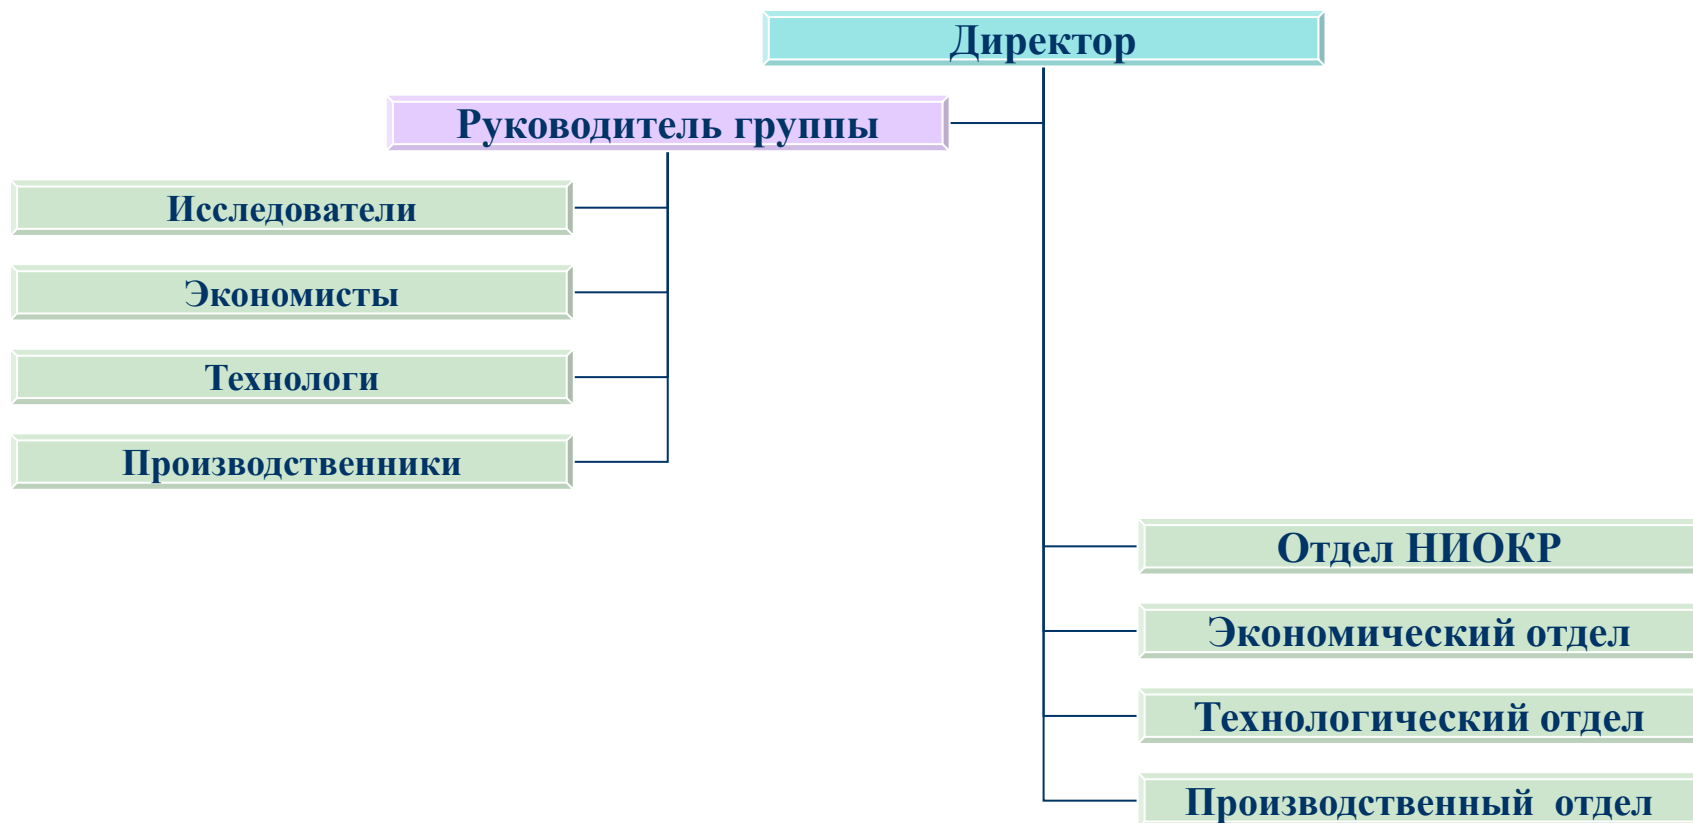 Директор
Руководитель группы
Исследователи
Экономисты
Технологи
Производственники
Отдел НИОКР
Экономический отдел
Технологический отдел
Производственный  отдел